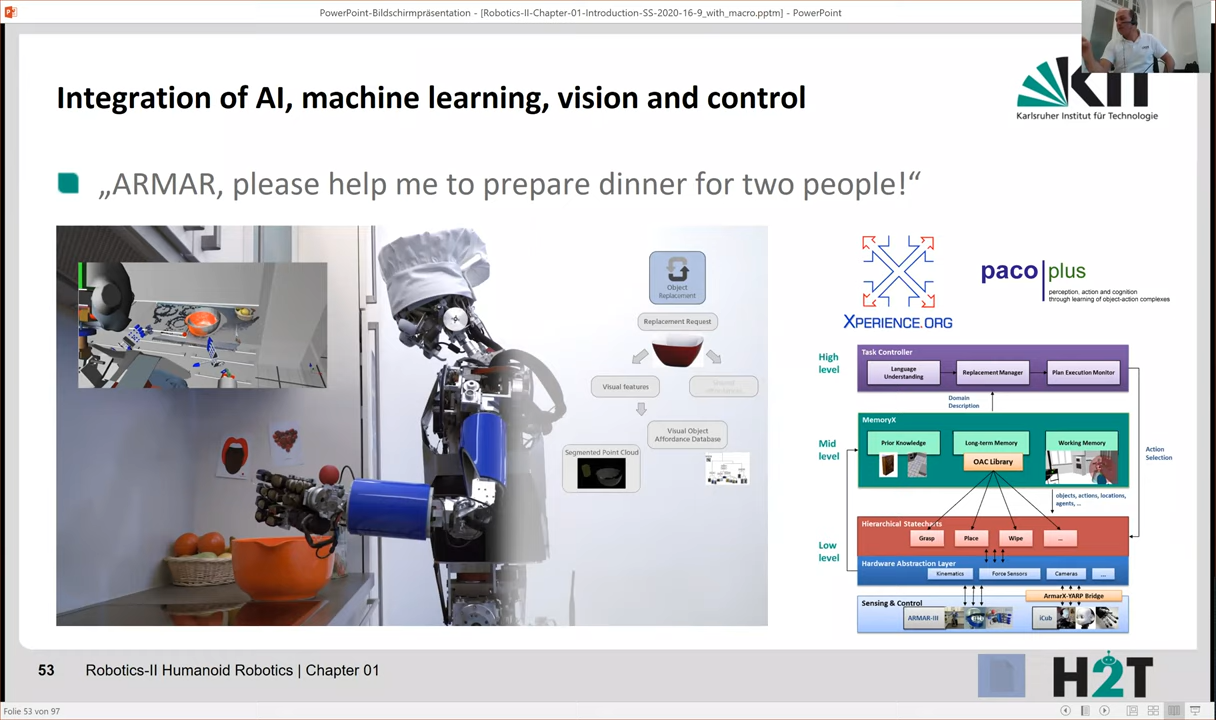 PowerPoint-Bildschirmpräsentation - [Robotics-II-Chapter-01-Introduction-SS-2020-16-9_with_macro.pptm] - PowerPoint
Integration of AI, machine learning, vision and control
KIT
Karlsruher Institut für Technologie
„ARMAR, please help me to prepare dinner for two people!“
Object
Replacement
Replacement Request
Visual features
Visual Object
Affordance Database
Segmented Point Cloud
XPERIENCE.ORG
paco plus
perception, action and cognition
through learning of object-action complexes
High
level
Task Controller
Language
Understanding
Replacement Manager
Plan Execution Monitor
Domain
Description
Mid
level
MemoryX
Prior Knowledge
Long-term Memory
Working Memory
OAC Library
Action
Selection
objects, actions, locations,
agents, ...
Low
level
Hierarchical Statecharts
Grasp
Place
Wipe
...
Hardware Abstraction Layer
Kinematics
Force Sensors
Cameras
....
ArmarX-YARP Bridge
Sensing & Control
ARMAR-III
iCub
53
Robotics-II Humanoid Robotics | Chapter 01
H2T
Folie 53 von 97